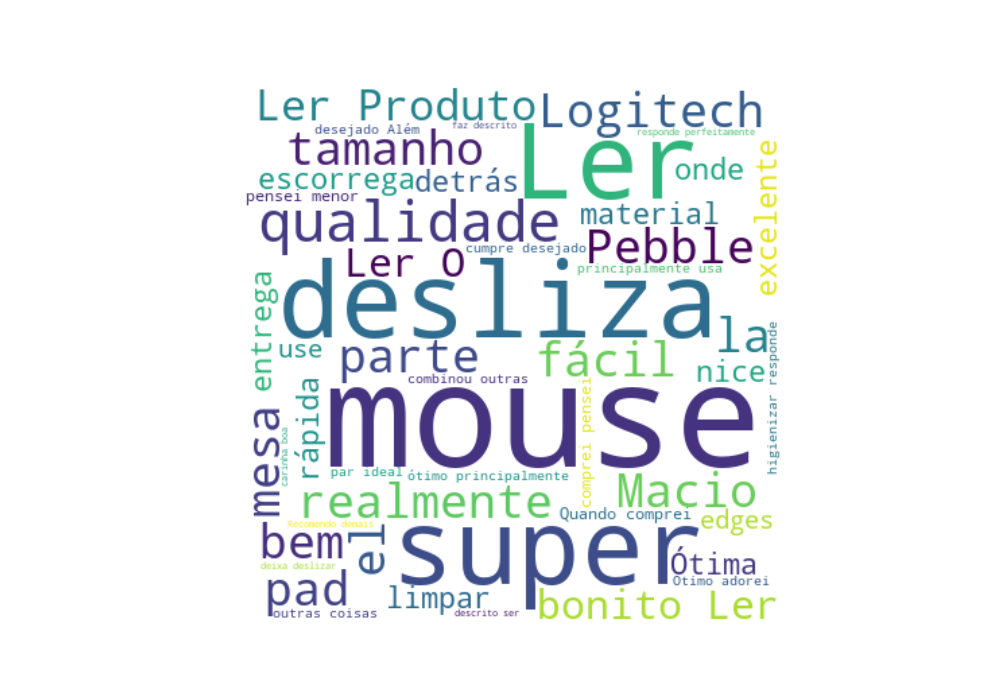 Ler Produto
Logitech
desejado Além
faz descrito
responde perfeitamente
tamanho
Ler
onde
excelente
escorrega
detrás
pensei menor
qualidade
material
cumpre desejado
Pebble
Ler O
principalmente usa
desliza
entrega
la
use
parte
fácil
nice
higienizar responde
combinou outras
rápida
mouse
comprei pensei
mesa
carinha boa
par ideal
ótimo principalmente
realmente
Macio
Quando comprei
edges
Recomendo demais
bem
el
super
Ótima
deixa deslizar
Ótimo adorei
pad
limpar
bonito Ler
outras coisas
descrito ser